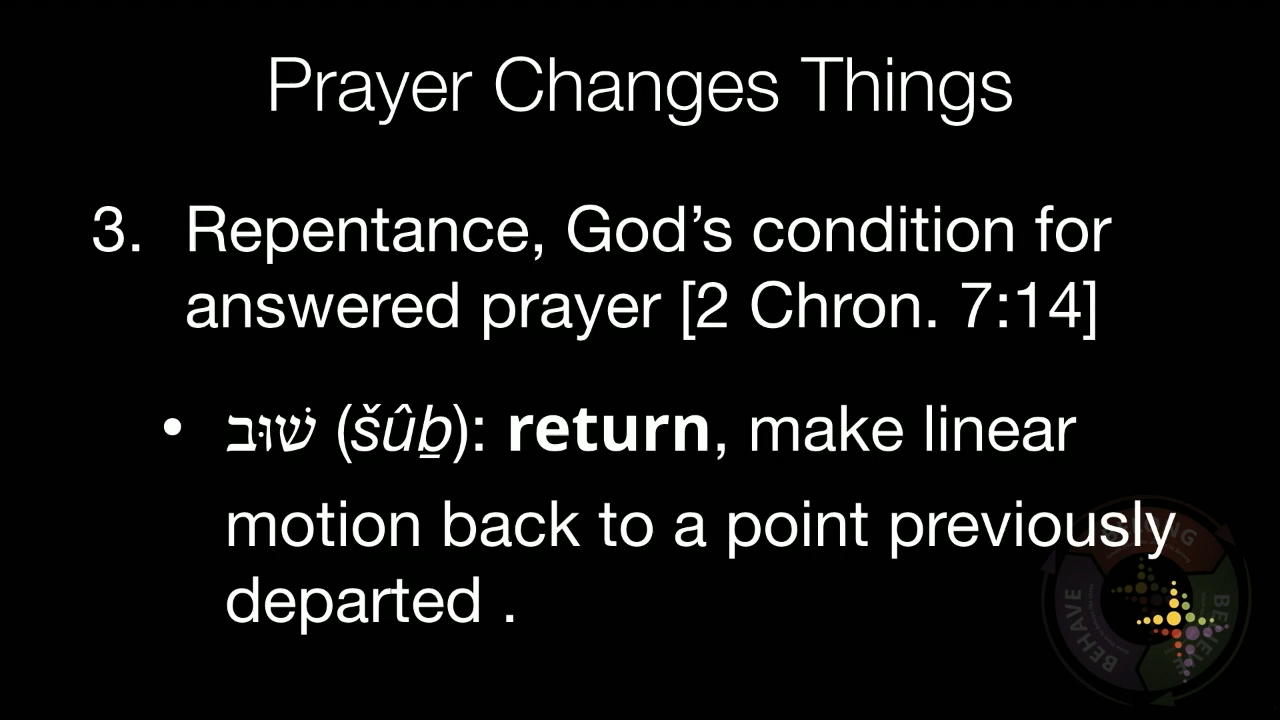 Prayer Changes Things
3. Repentance, God’s condition for
answered prayer [2 Chron. 7:14]
• שׁוּב (šûḇ): return, make linear
motion back to a point previously
departed .
BEHAVE